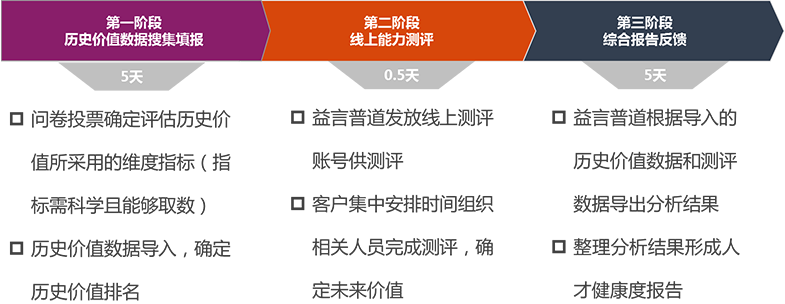 第一阶段
历史价值数据搜集填报
第二阶段
线上能力测评
第三阶段
综合报告反馈
5天
0.5天
5天
问卷投票确定评估历史价
值所采用的维度指标（指
标需科学且能够取数）
历史价值数据导入，确定
历史价值排名
益言普道发放线上测评
账号供测评
客户集中安排时间组织
相关人员完成测评，确
定未来价值
益言普道根据导入的
历史价值数据和测评
数据导出分析结果
整理分析结果形成人
才健康度报告